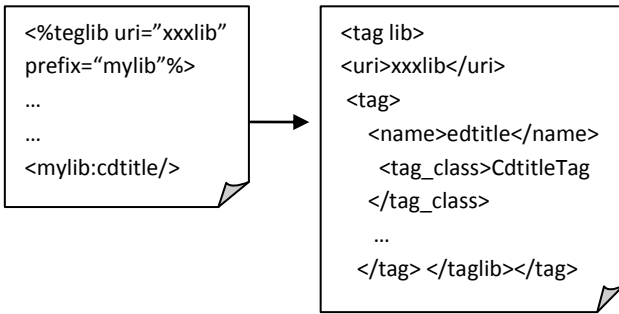 <%teglib uri=”xxxlib”
prefix=“mylib”%>
...
...
<mylib:cdtitle/>
<tag lib>
<uri>xxxlib</uri>
<tag>
<name>edtitle</name>
<tag_class>CdtitleTag
</tag_class>
...
</tag> </taglib></tag>